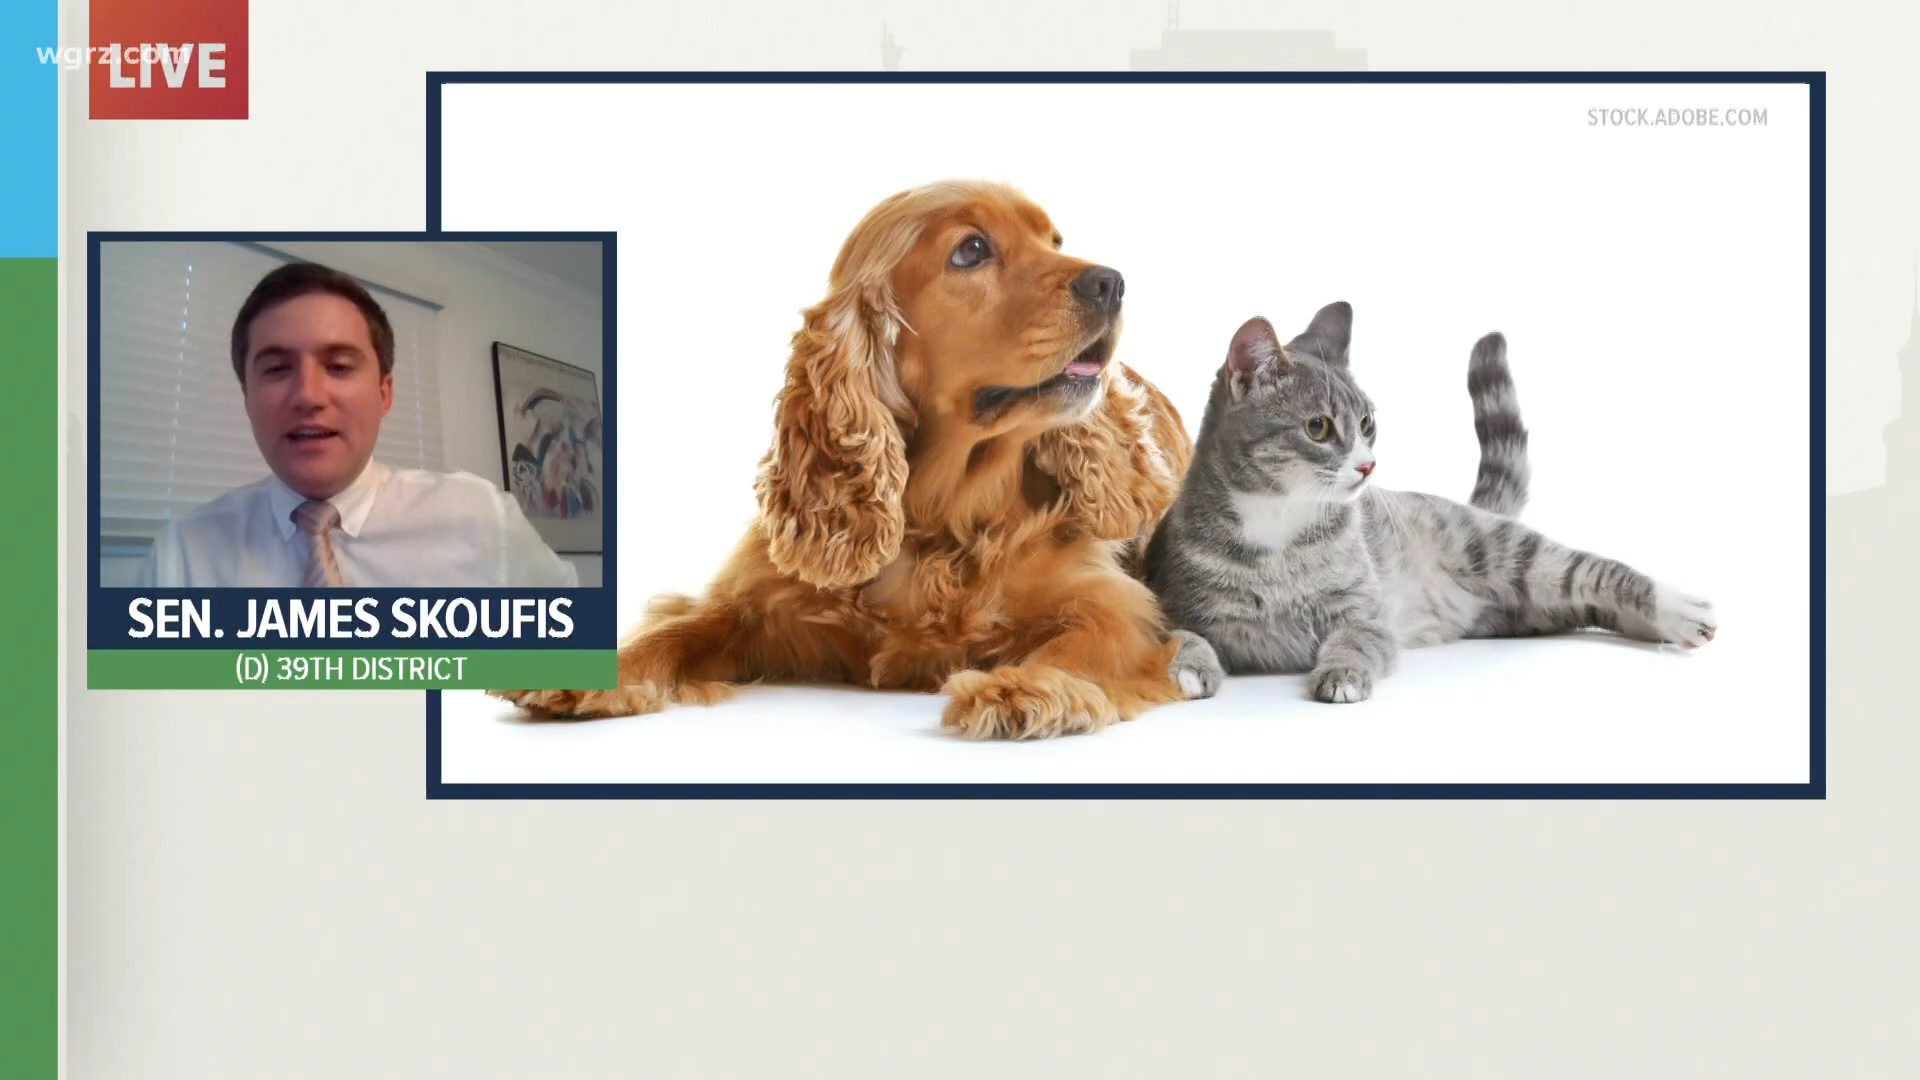 wgrz.com
LIVE
STOCK.ADOBE.COM
SEN. JAMES SKOUFIS
(D) 39TH DISTRICT